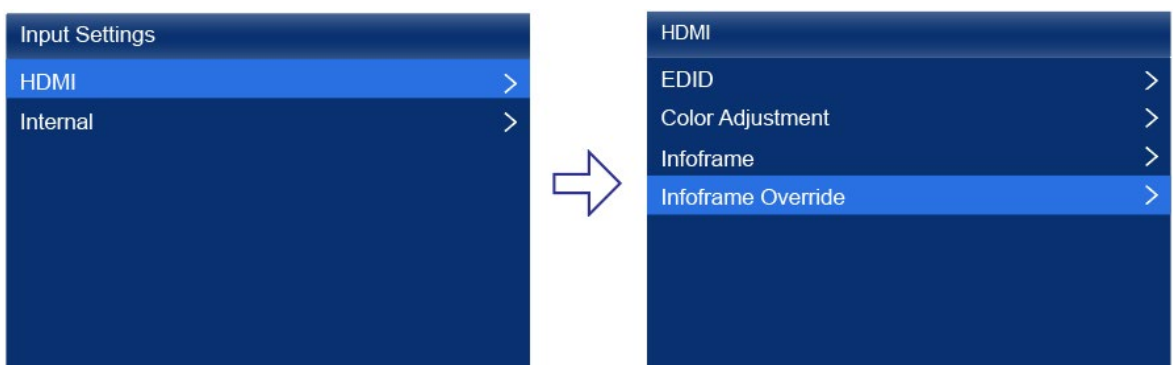 Input Settings
HDMI
Internal
HDMI
EDID
Color Adjustment
Infoframe
Infoframe Override